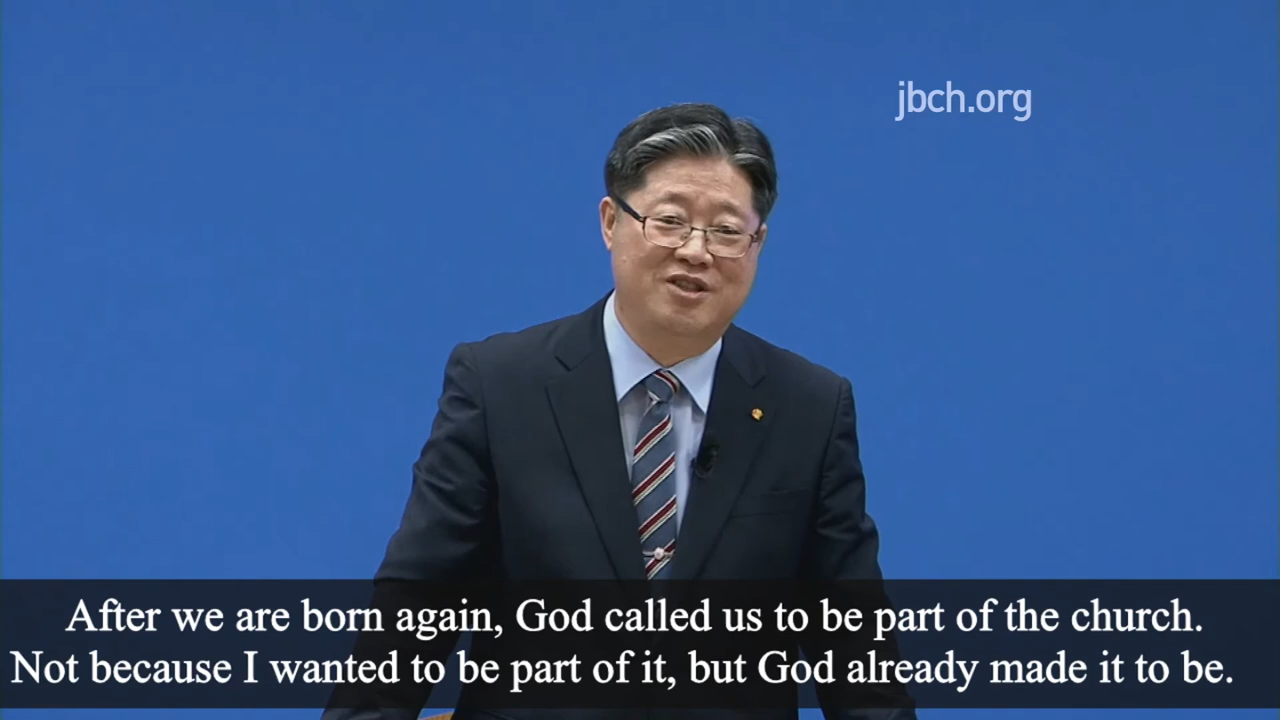 jbch.org
After we are born again, God called us to be part of the church.
Not because I wanted to be part of it, but God already made it to be.